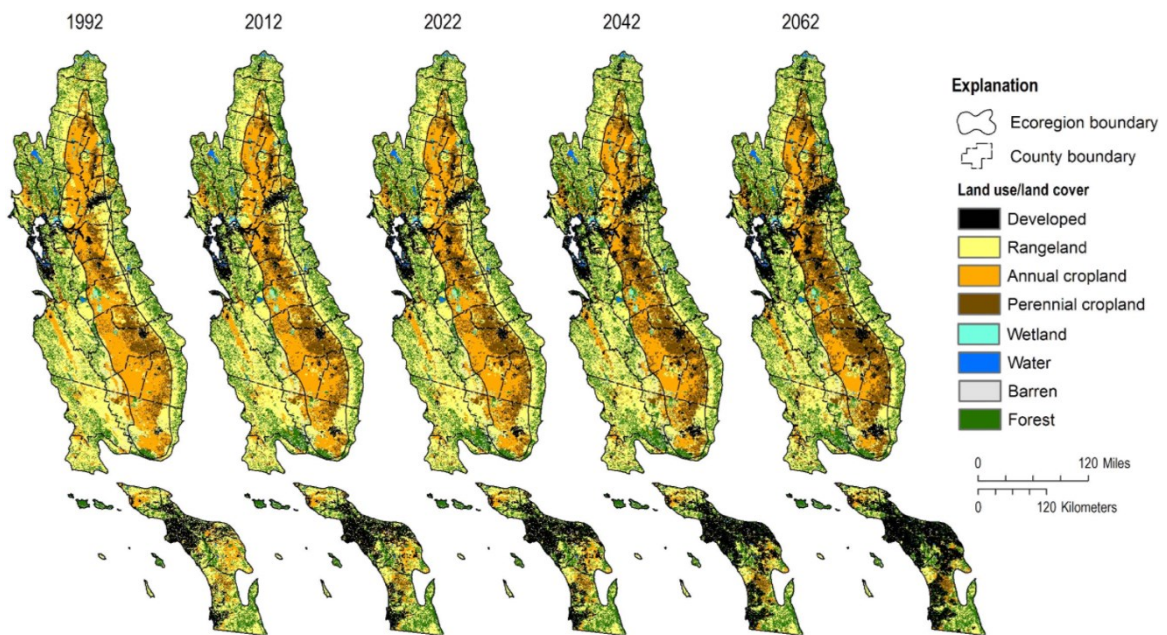 1992 2012 2022 2042 2062
Explanation
Ecoregion boundary
County boundary
Land use/land cover
Developed
Rangeland
Annual cropland
Perennial cropland
Wetland
Water
Barren
Forest
0 120 Miles
0 120 Kilometers